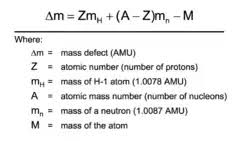 Δm = Zm_H + (A – Z)m_n – M
Where:
Δm = mass defect (AMU)
Z = atomic number (number of protons)
m_H = mass of H-1 atom (1.0078 AMU)
A = atomic mass number (number of nucleons)
m_n = mass of a neutron (1.0087 AMU)
M = mass of the atom